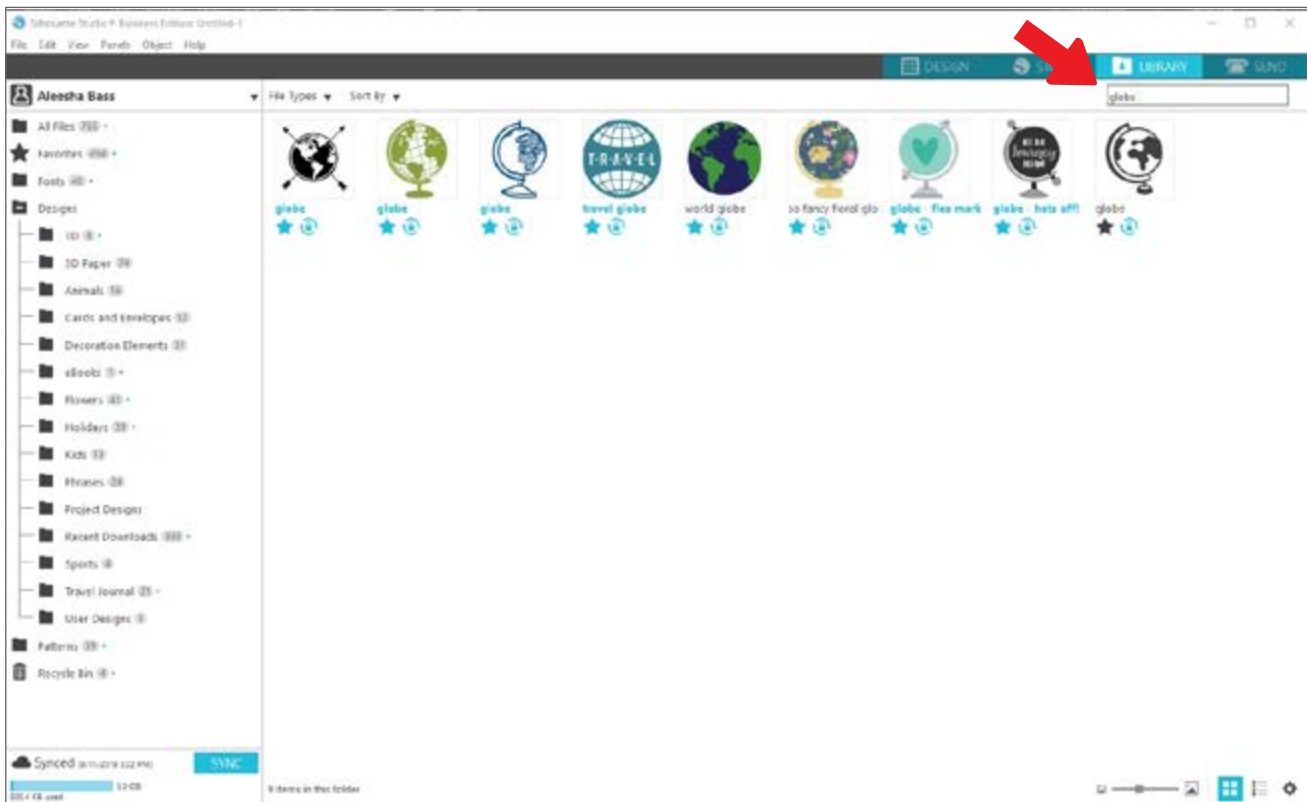 Silhouette Studio® Business Edition: Untitled-1
File Edit View Panels Object Help
DESIGN LIBRARY SEND
Aleesha Bass
File Types Sort By
globe
All Files
Favorites
Fonts
Designs
3D
3D Paper
Animals
Cards and Envelopes
Decoration Elements
eBooks
Flowers
Holidays
Kids
Phrases
Project Designs
Recent Downloads
Sports
Travel Journal
User Designs
Patterns
Recycle Bin
T·R·A·V·E·L
globe
globe
globe
travel globe
world globe
so fancy floral glo
globe - flea mark
globe - hats off!
globe
Synced
SYNC
9 items in this folder